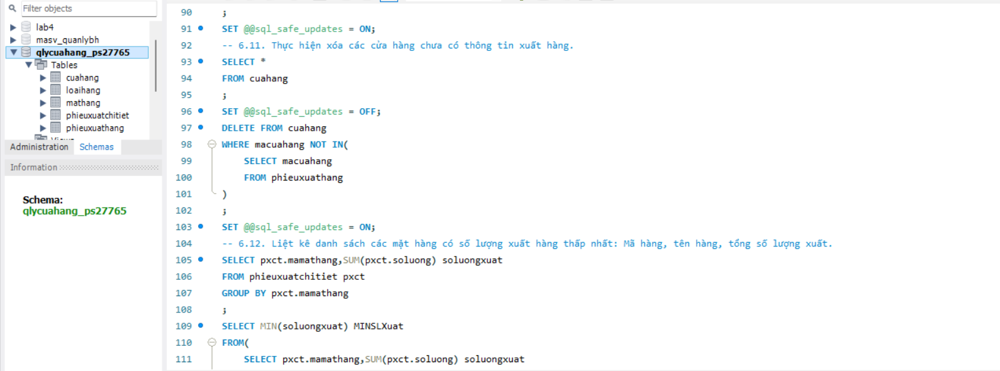 Filter objects
lab4
masv_quanlybh
qlycuahang_ps27765
Tables
cuahang
loaihang
mathang
phieuxuatchitiet
phieuxuathang
Views
Administration Schemas
Information
Schema:
qlycuahang_ps27765
90 ;
91 SET @@sql_safe_updates = ON;
92 -- 6.11. Thực hiện xóa các cửa hàng chưa có thông tin xuất hàng.
93 SELECT *
94 FROM cuahang
95 ;
96 SET @@sql_safe_updates = OFF;
97 DELETE FROM cuahang
98 WHERE macuahang NOT IN(
99 SELECT macuahang
100 FROM phieuxuathang
101 )
102 ;
103 SET @@sql_safe_updates = ON;
104 -- 6.12. Liệt kê danh sách các mặt hàng có số lượng xuất hàng thấp nhất: Mã hàng, tên hàng, tổng số lượng xuất.
105 SELECT pxct.mamathang,SUM(pxct.soluong) soluongxuat
106 FROM phieuxuatchitiet pxct
107 GROUP BY pxct.mamathang
108 ;
109 SELECT MIN(soluongxuat) MINSLXuat
110 FROM(
111 SELECT pxct.mamathang,SUM(pxct.soluong) soluongxuat